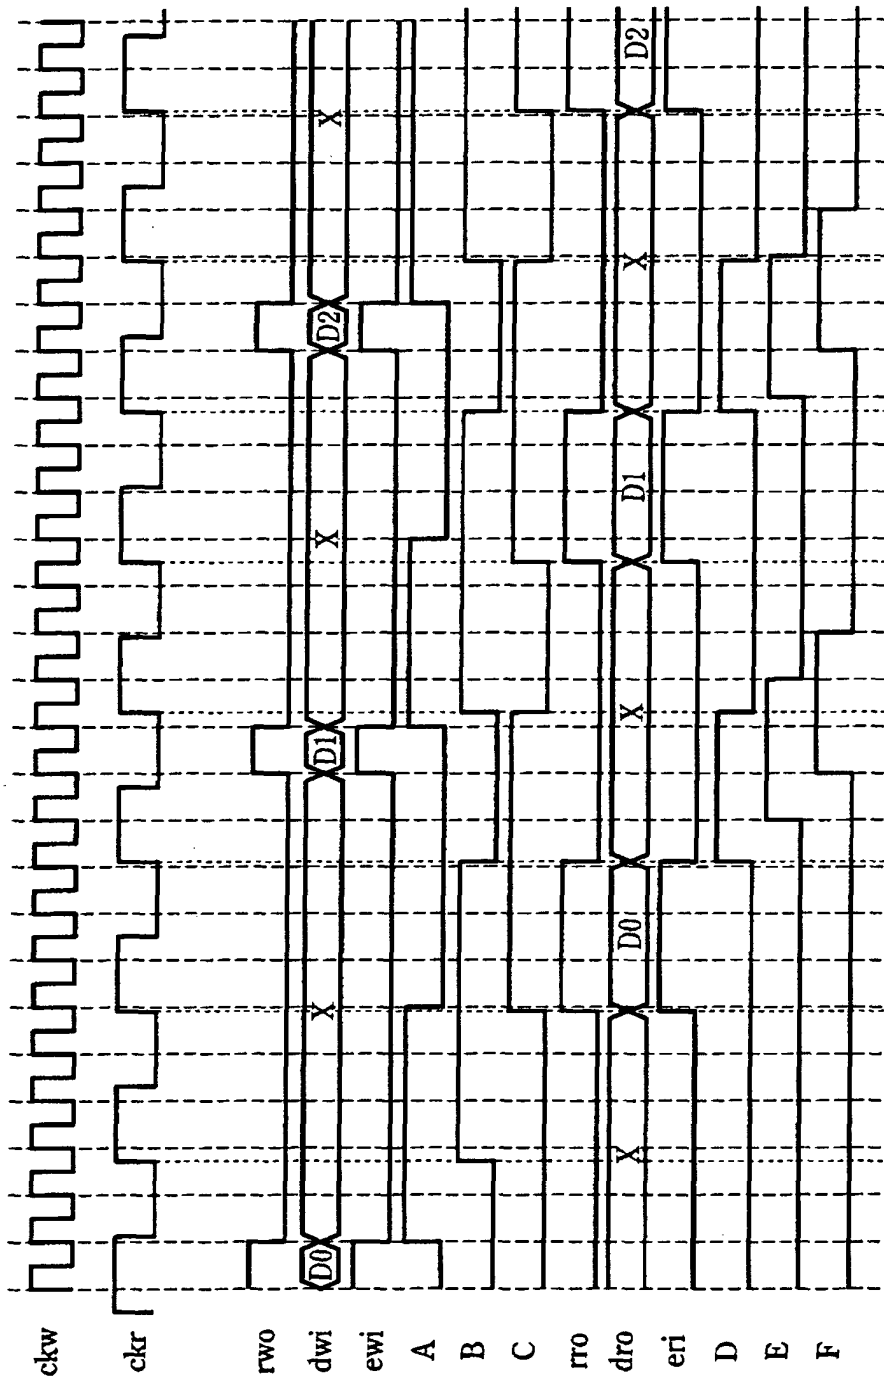 ckw
ckr
rwo
dwi D0 X D1 X D2 X
ewi
A
B
C
rro
dro X D0 X D1 X D2
eri
D
E
F